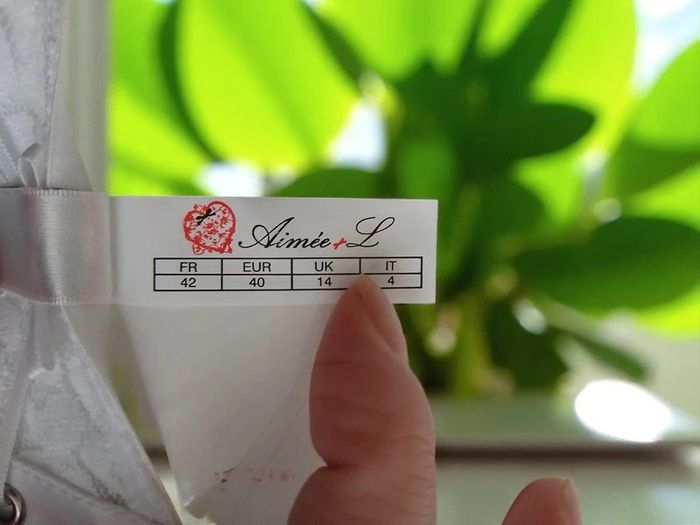 Aimée + L
FR EUR UK IT
42 40 14 4